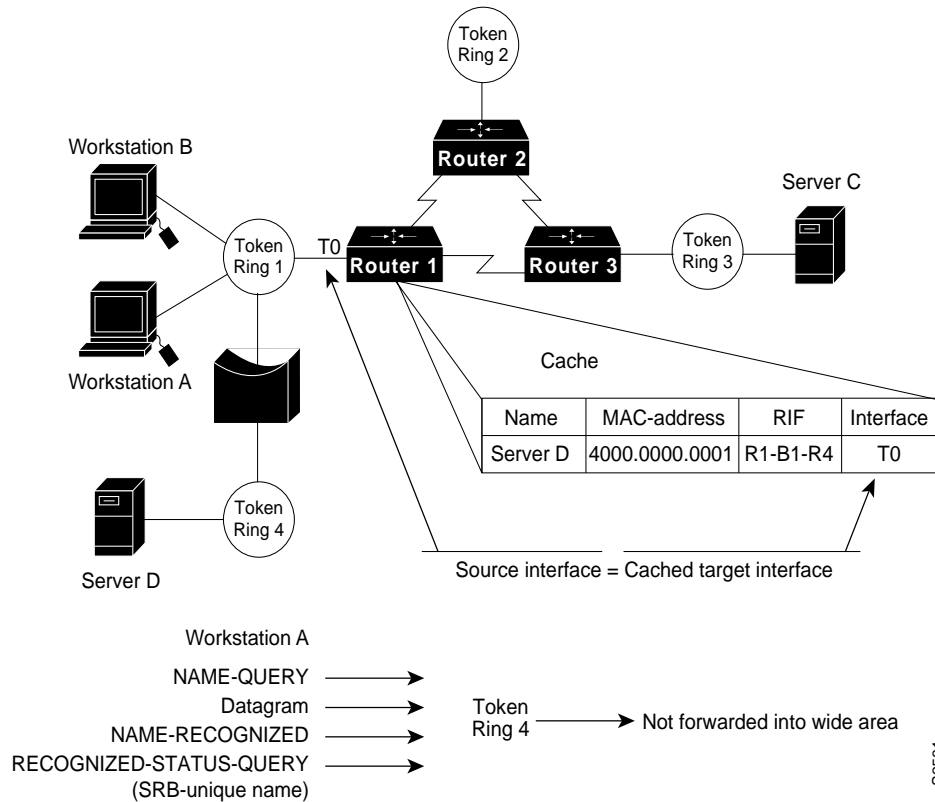 Token
Ring 2
Router 2
Workstation B
Server C
Token
Ring 1
T0
Router 1
Router 3
Token
Ring 3
Workstation A
Cache
Name MAC-address RIF Interface
Server D 4000.0000.0001 R1-B1-R4 T0
Token
Ring 4
Server D
Source interface = Cached target interface
Workstation A
NAME-QUERY
Datagram
NAME-RECOGNIZED
RECOGNIZED-STATUS-QUERY
(SRB-unique name)
Token
Ring 4
Not forwarded into wide area